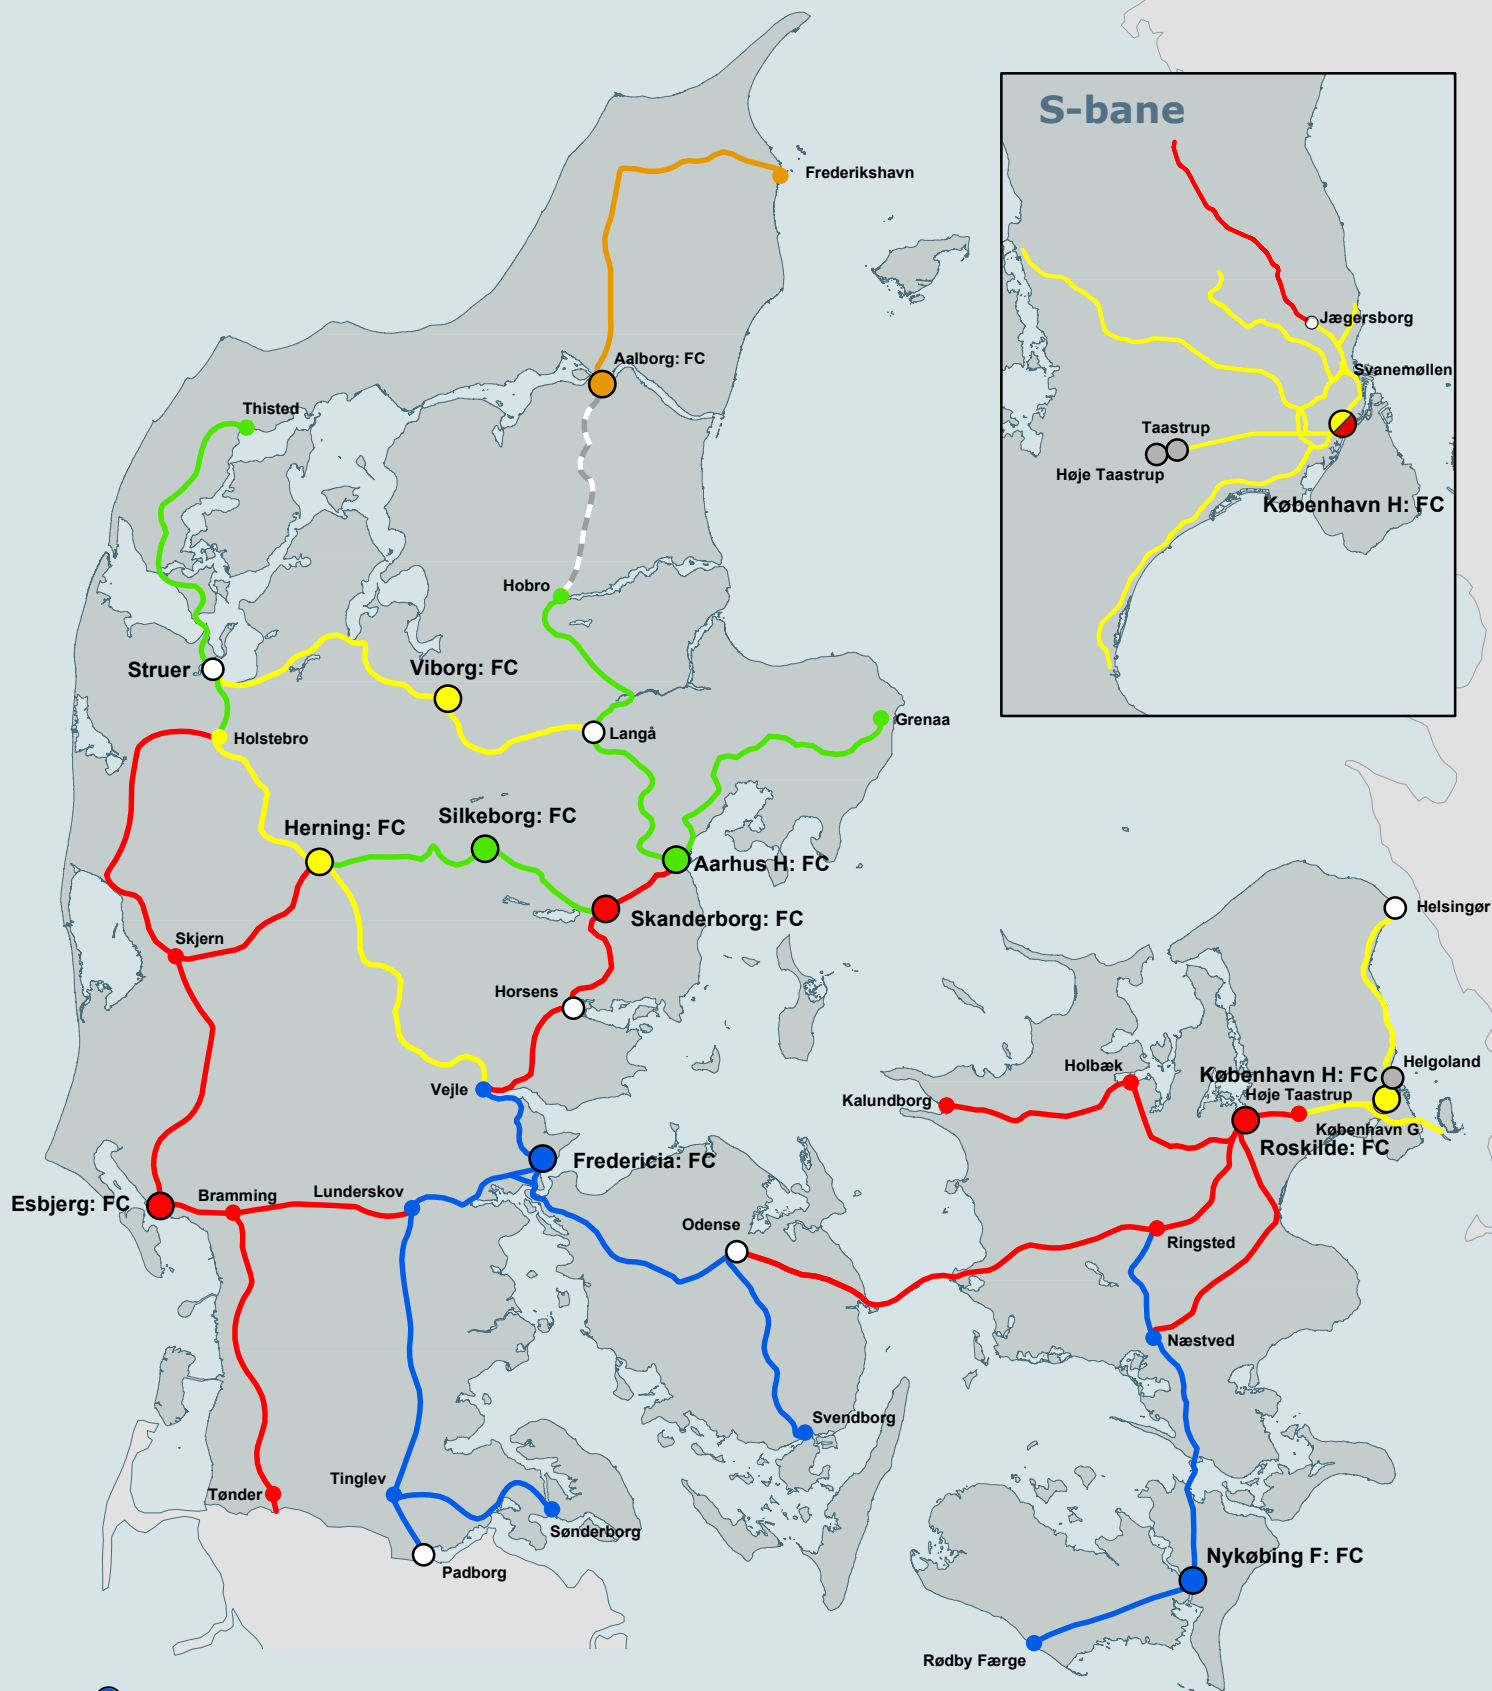 S-bane
Frederikshavn
Jægersborg
Aalborg: FC
Svanemøllen
Thisted
Taastrup
Høje Taastrup
København H: FC
Hobro
Struer
Viborg: FC
Grenaa
Holstebro
Langå
Silkeborg: FC
Herning: FC
Aarhus H: FC
Helsingør
Skanderborg: FC
Skjern
Horsens
Helgoland
Holbæk
København H: FC
Vejle
Høje Taastrup
Kalundborg
København G
Roskilde: FC
Fredericia: FC
Lunderskov
Bramming
Esbjerg: FC
Odense
Ringsted
Næstved
Svendborg
Tinglev
Tønder
Sønderborg
Nykøbing F: FC
Padborg
Rødby Færge